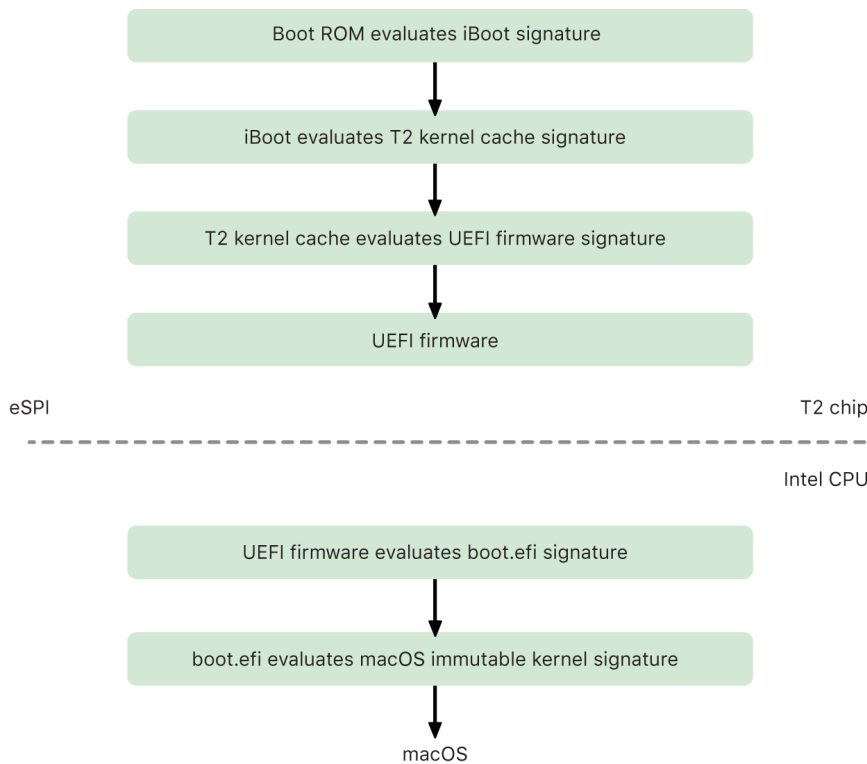 Boot ROM evaluates iBoot signature
iBoot evaluates T2 kernel cache signature
T2 kernel cache evaluates UEFI firmware signature
UEFI firmware
eSPI
T2 chip
Intel CPU
UEFI firmware evaluates boot.efi signature
boot.efi evaluates macOS immutable kernel signature
macOS